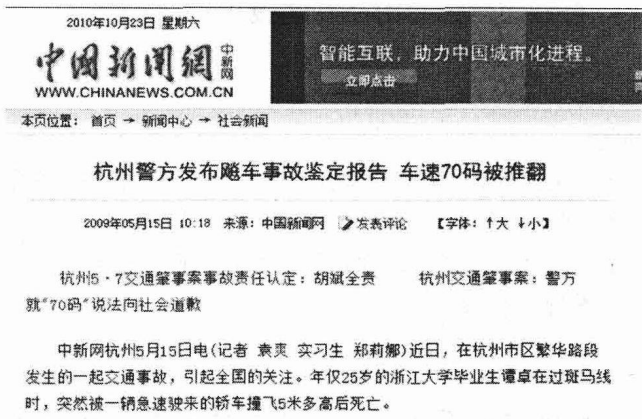 2010年10月23日 星期六
中国新闻網 中新网
WWW.CHINANEWS.COM.CN
智能互联，助力中国城市化进程。
立即点击
本页位置： 首页 → 新闻中心 → 社会新闻
杭州警方发布飚车事故鉴定报告 车速70码被推翻
2009年05月15日 10:18 来源：中国新闻网 发表评论 【字体：↑大 ↓小】
杭州5·7交通肇事案事故责任认定：胡斌全责 杭州交通肇事案：警方
就“70码”说法向社会道歉
中新网杭州5月15日电(记者 袁爽 实习生 郑莉娜)近日，在杭州市区繁华路段
发生的一起交通事故，引起全国的关注。年仅25岁的浙江大学毕业生谭卓在过斑马线
时，突然被一辆急速驶来的轿车撞飞5米多高后死亡。